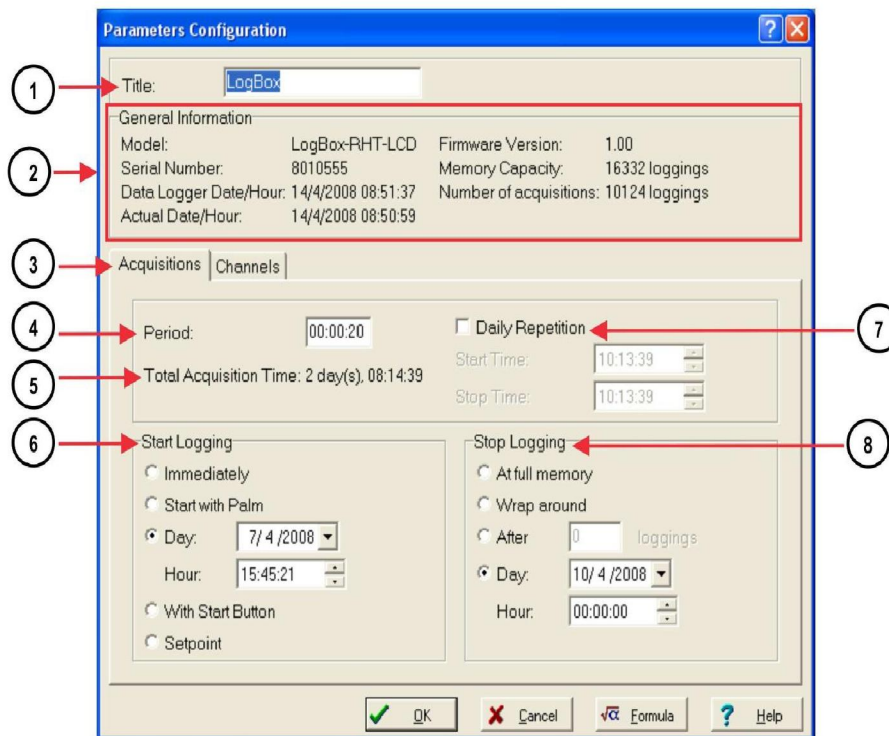 Parameters Configuration
1
Title: LogBox
2
General Information
Model: LogBox-RHT-LCD Firmware Version: 1.00
Serial Number: 8010555 Memory Capacity: 16332 loggings
Data Logger Date/Hour: 14/4/2008 08:51:37 Number of acquisitions: 10124 loggings
Actual Date/Hour: 14/4/2008 08:50:59
3
Acquisitions Channels
4
Period: 00:00:20
5
Total Acquisition Time: 2 day(s), 08:14:39
7
Daily Repetition
Start Time: 10:13:39
Stop Time: 10:13:39
6
Start Logging
Immediately
Start with Palm
Day: 7/ 4 /2008
Hour: 15:45:21
With Start Button
Setpoint
8
Stop Logging
At full memory
Wrap around
After 0 loggings
Day: 10/ 4 /2008
Hour: 00:00:00
OK Cancel √α Formula ? Help